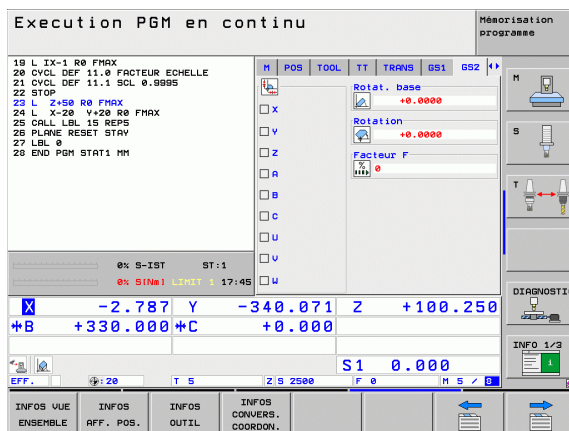 Execution PGM en continu
Mémorisation
programme
19 L IX-1 R0 FMAX
20 CYCL DEF 11.0 FACTEUR ECHELLE
21 CYCL DEF 11.1 SCL 0.9995
22 STOP
23 L Z+50 R0 FMAX
24 L X-20 Y+20 R0 FMAX
25 CALL LBL 15 REP5
26 PLANE RESET STAY
27 LBL 0
28 END PGM STAT1 MM
M POS TOOL TT TRANS GS1 GS2
X
Y
Z
A
B
C
U
V
W
Rotat. base
+0.0000
Rotation
+0.0000
Facteur F
%
0
0% S-IST ST:1
0% S[Nm] LIMIT 1 17:45
X -2.787 Y -340.071 Z +100.250
B +330.000 C +0.000
S1 0.000
EFF. :20 T 5 Z S 2500 F 0 M 5 / 8
M
S
T
DIAGNOSTI
INFO 1/3
i
INFOS VUE
ENSEMBLE
INFOS
AFF. POS.
INFOS
OUTIL
INFOS
CONVERS.
COORDON.